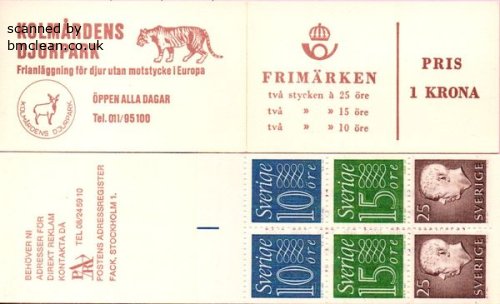 scanned by
bmclean.co.uk
KOLMÅRDENS
DJURPARK
Frianläggning för djur utan motstycke i Europa
KOLMÅRDENS DJURPARK
ÖPPEN ALLA DAGAR
Tel. 011/95100
FRIMÄRKEN
två stycken à 25 öre
två » » 15 öre
två » » 10 öre
PRIS
1 KRONA
BEHÖVER NI
ADRESSER FÖR
DIREKT REKLAM
KONTAKTA DÅ
PAR
TEL 08/24 59 10
POSTENS ADRESSREGISTER
FACK, STOCKHOLM 1.
Sverige
10 öre
Sverige
15 öre
25
SVERIGE
Sverige
10 öre
Sverige
15 öre
25
SVERIGE